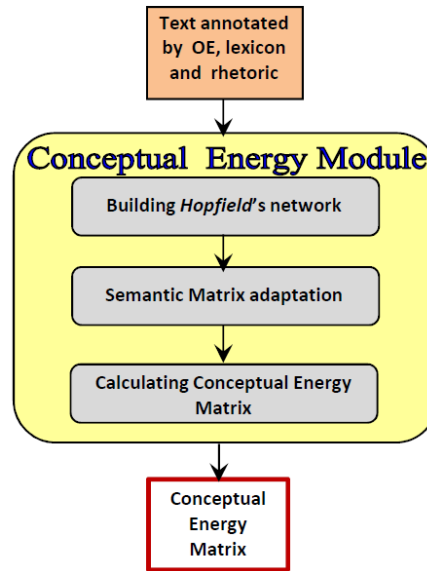 Text annotated
by OE, lexicon
and rhetoric
Conceptual Energy Module
Building Hopfield's network
Semantic Matrix adaptation
Calculating Conceptual Energy
Matrix
Conceptual
Energy
Matrix